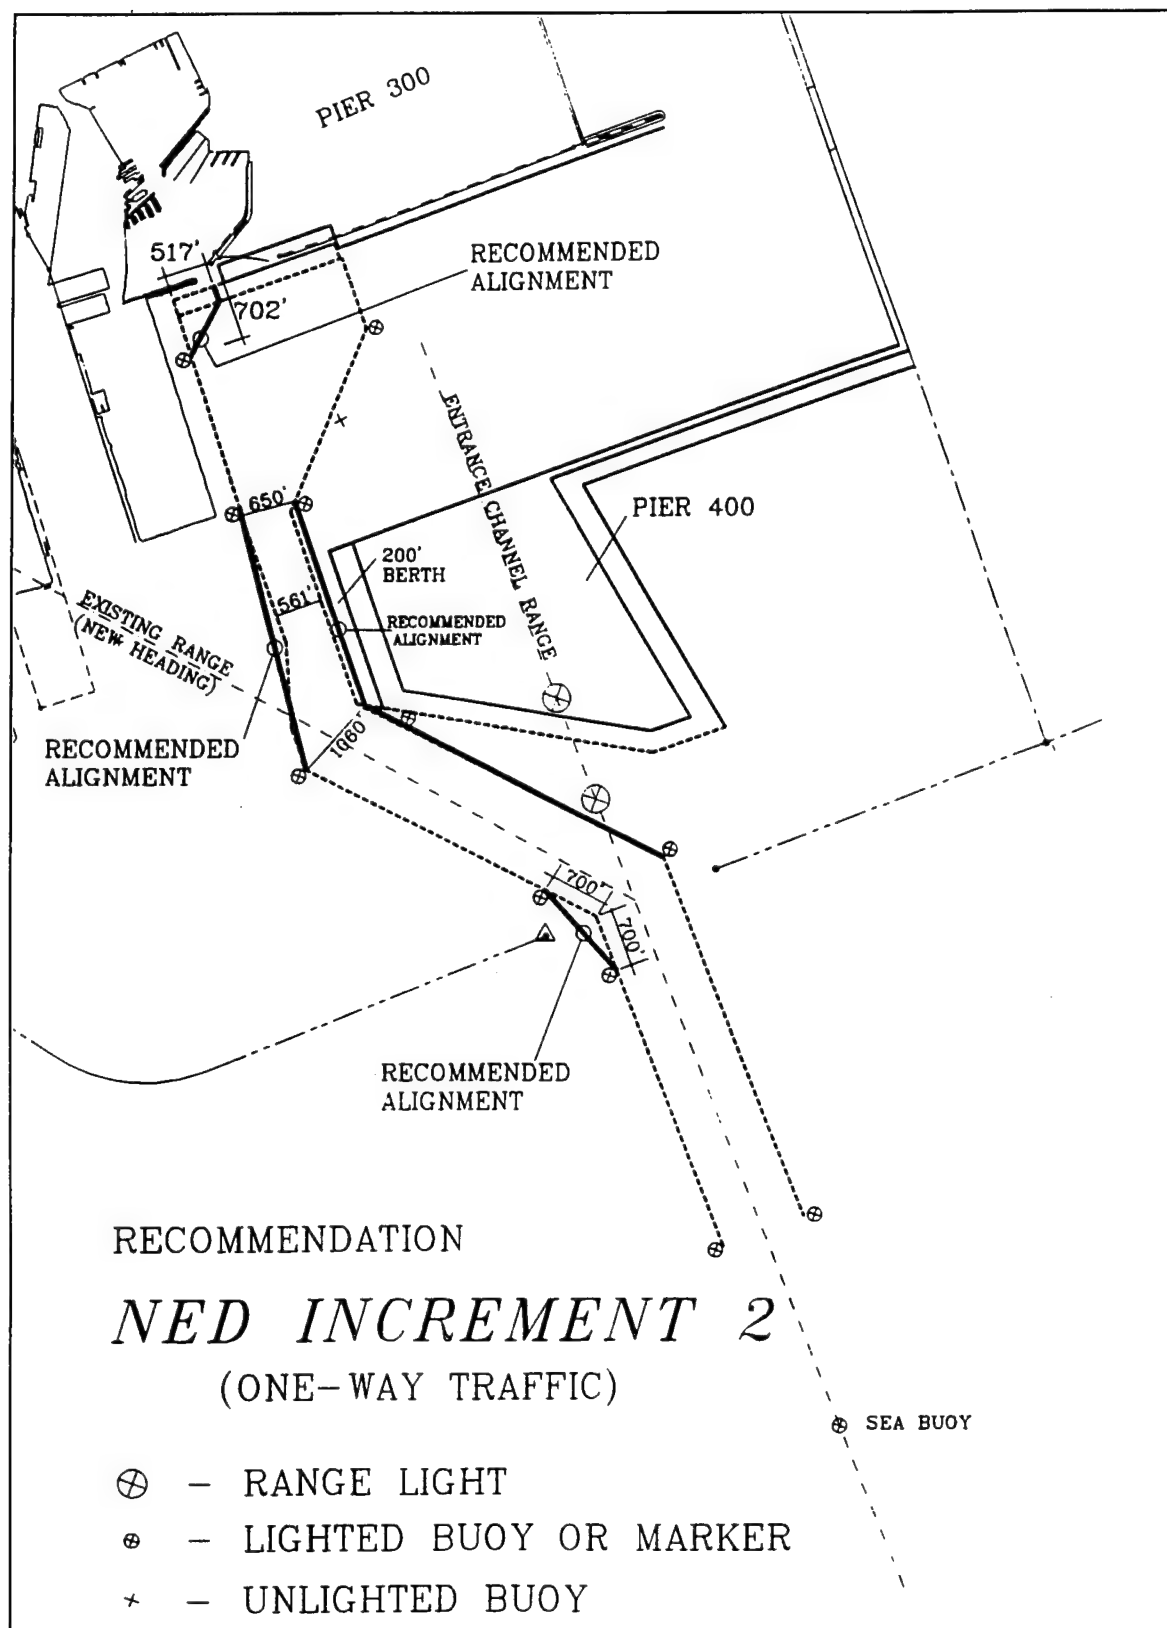 PIER 300
517'
RECOMMENDED
ALIGNMENT
702'
ENTRANCE CHANNEL RANGE
650'
PIER 400
200'
BERTH
561'
RECOMMENDED
ALIGNMENT
EXISTING RANGE
(NEW HEADING)
RECOMMENDED
ALIGNMENT
1060'
700'
700'
RECOMMENDED
ALIGNMENT
RECOMMENDATION
NED INCREMENT 2
(ONE-WAY TRAFFIC)
SEA BUOY
- RANGE LIGHT
- LIGHTED BUOY OR MARKER
- UNLIGHTED BUOY